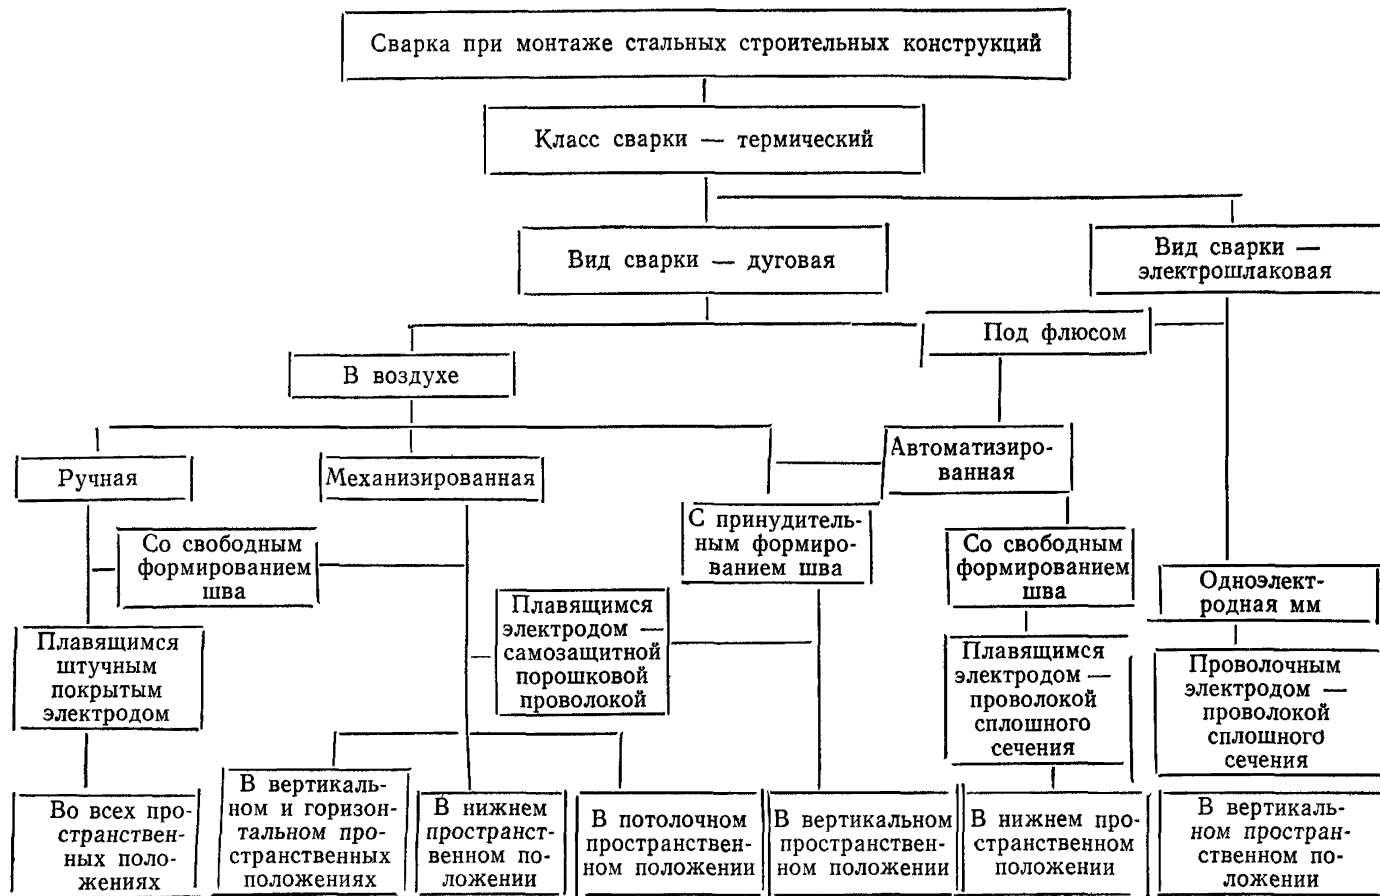 Сварка при монтаже стальных строительных конструкций
Класс сварки — термический
Вид сварки — дуговая
Вид сварки —
электрошлаковая
Под флюсом
В воздухе
Ручная
Механизированная
Автоматизиро-
ванная
С принудитель-
ным формиро-
ванием шва
Со свободным
формированием
шва
Со свободным
формированием
шва
Одноэлект-
родная мм
Плавящимся
штучным
покрытым
электродом
Плавящимся
электродом —
самозащитной
порошковой
проволокой
Плавящимся
электродом —
проволокой
сплошного
сечения
Проволочным
электродом —
проволокой
сплошного
сечения
Во всех про-
странствен-
ных поло-
жениях
В вертикаль-
ном и горизон-
тальном про-
странственных
положениях
В нижнем
пространст-
венном по-
ложении
В потолочном
пространствен-
ном положении
В вертикальном
пространствен-
ном положении
В нижнем про-
странственном
положении
В вертикаль-
ном простран-
ственном по-
ложении